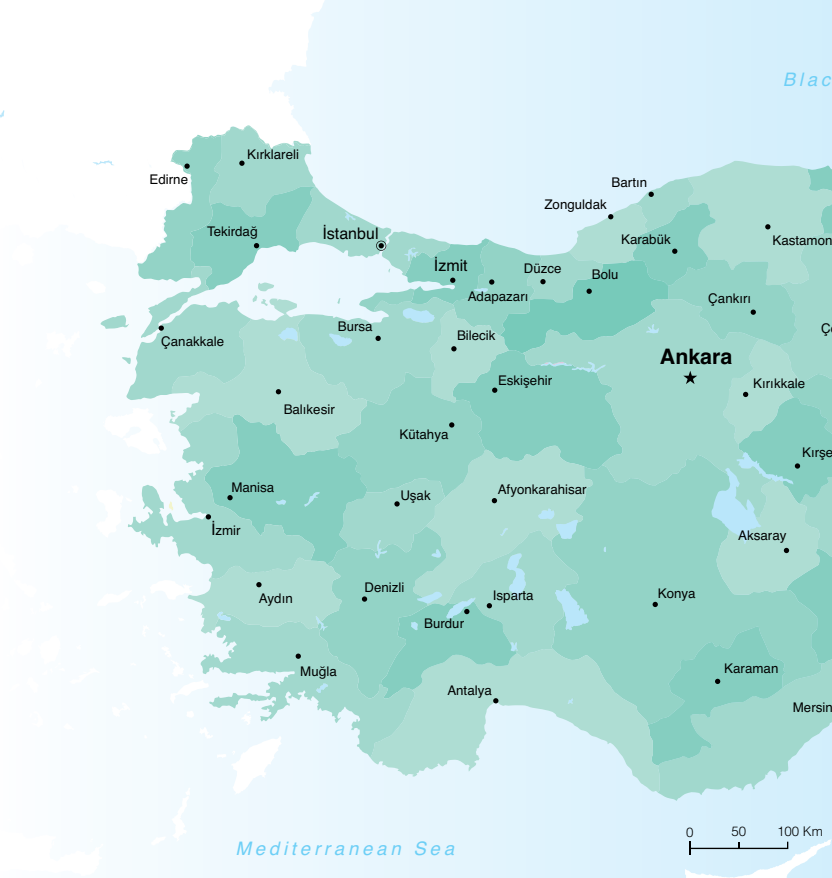 Blac
Kırklareli
Edirne
Bartın
Zonguldak
Tekirdağ
İstanbul
Karabük
Kastamon
İzmit
Düzce
Bolu
Adapazarı
Çankırı
Bursa
Çanakkale
Bilecik
Ç
Ankara
Eskişehir
Kırıkkale
Balıkesir
Kütahya
Kırşe
Manisa
Uşak
Afyonkarahisar
İzmir
Aksaray
Aydın
Denizli
Isparta
Konya
Burdur
Muğla
Karaman
Antalya
Mersin
0 50 100 Km
Mediterranean Sea